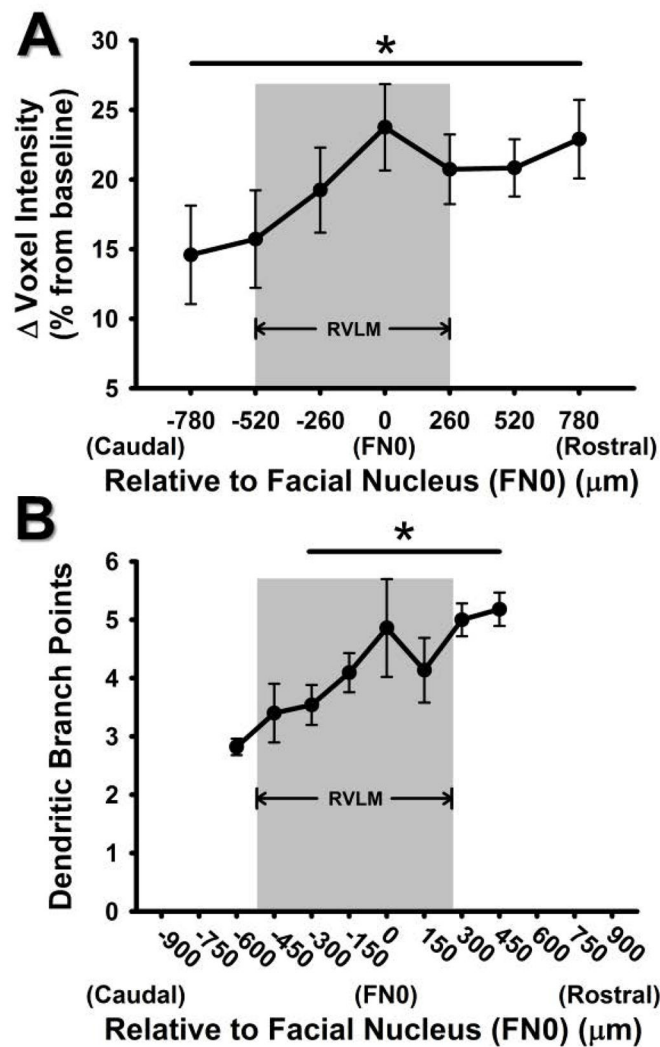 A
*
30
25
20
15
10
5
Δ Voxel Intensity
(% from baseline)
RVLM
-780 -520 -260 0 260 520 780
(Caudal) (FN0) (Rostral)
Relative to Facial Nucleus (FN0) (μm)
B
*
6
5
4
3
2
1
0
Dendritic Branch Points
RVLM
-900 -750 -600 -450 -300 -150 0 150 300 450 600 750 900
(Caudal) (FN0) (Rostral)
Relative to Facial Nucleus (FN0) (μm)